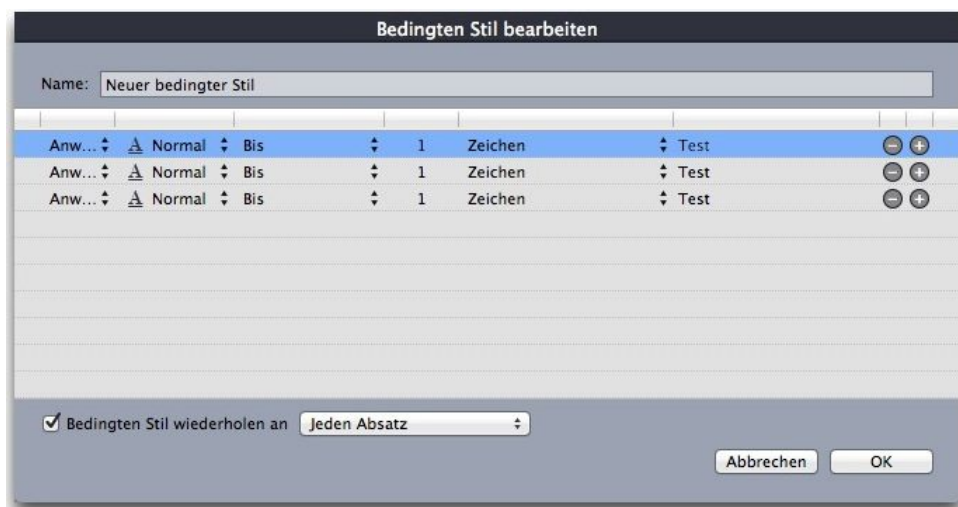 Bedingten Stil bearbeiten
Name: Neuer bedingter Stil
Anw... A Normal Bis 1 Zeichen Test
Anw... A Normal Bis 1 Zeichen Test
Anw... A Normal Bis 1 Zeichen Test
Bedingten Stil wiederholen an Jeden Absatz
Abbrechen OK